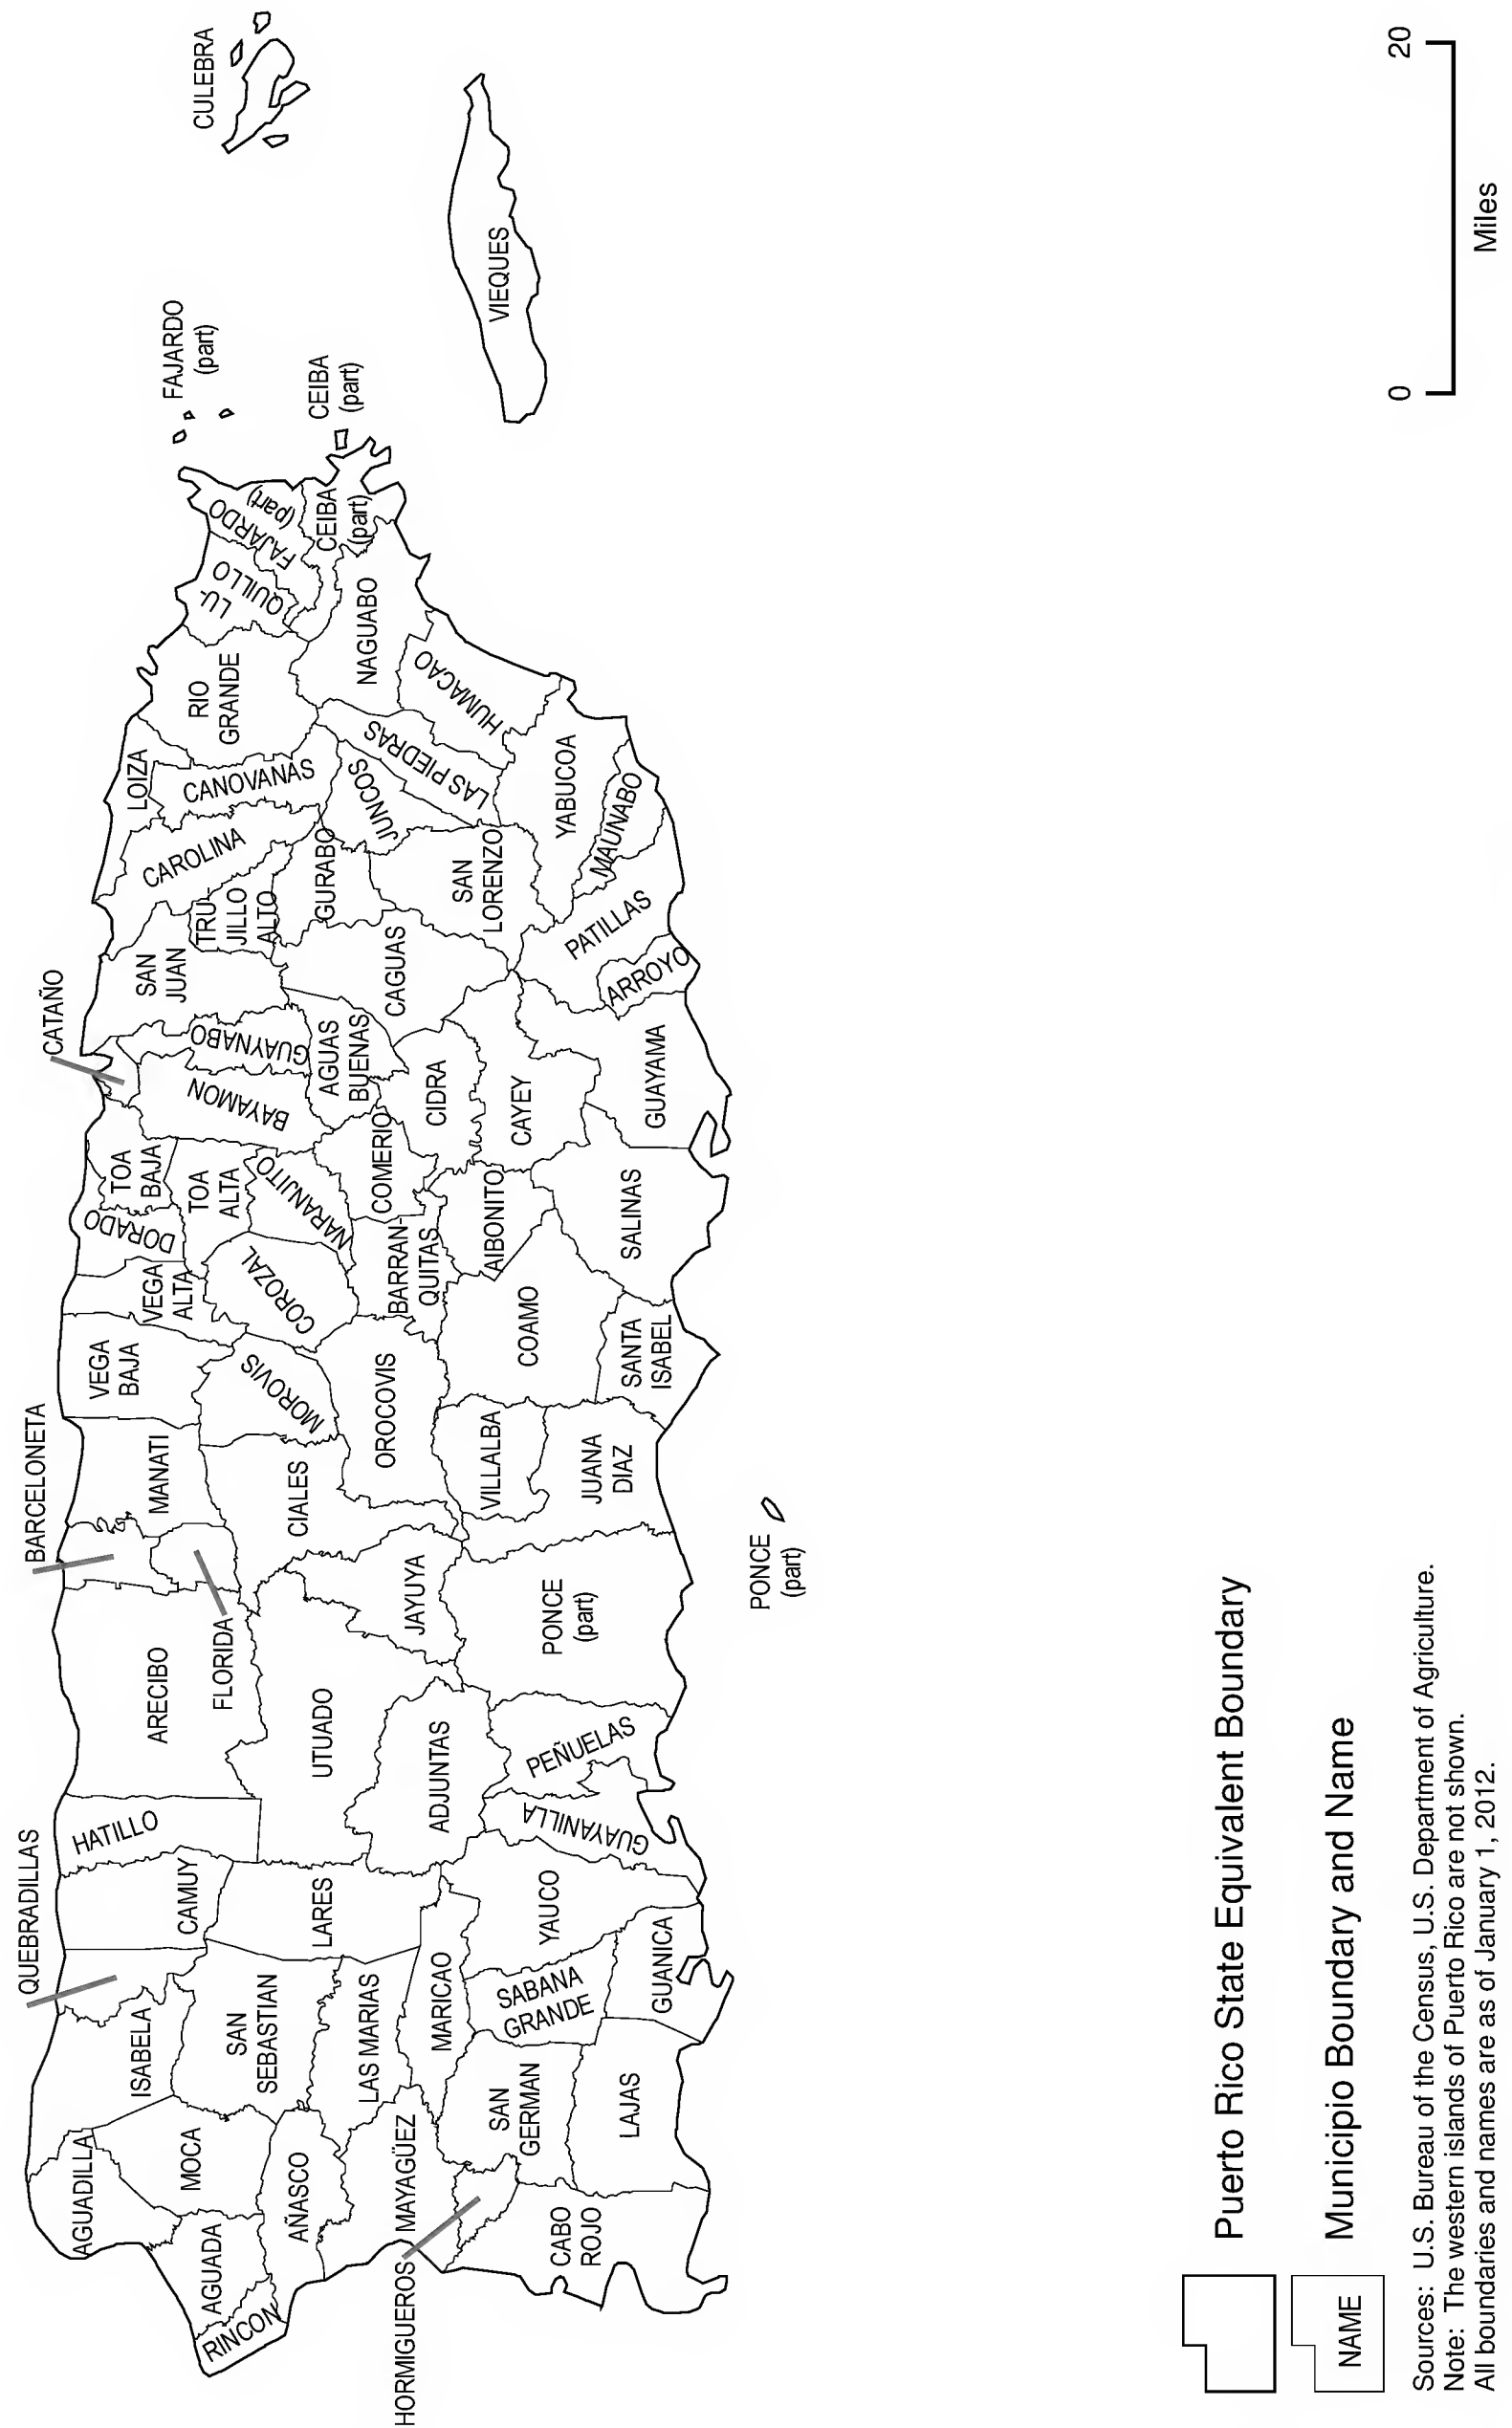 QUEBRADILLAS
BARCELONETA
CATAÑO
FAJARDO
(part)
CULEBRA
AGUADILLA
ISABELA
CAMUY
HATILLO
ARECIBO
FLORIDA
MANATI
VEGA
BAJA
VEGA
ALTA
DORADO
TOA
BAJA
TOA
ALTA
BAYAMON
GUAYNABO
SAN
JUAN
TRU-
JILLO
ALTO
CAROLINA
LOIZA
CANOVANAS
RIO
GRANDE
LU-
QUILLO
FAJARDO
(part)
CEIBA
(part)
CEIBA
(part)
AGUADA
RINCON
MOCA
AÑASCO
SAN
SEBASTIAN
LARES
UTUADO
CIALES
MOROVIS
COROZAL
NARANJITO
AGUAS
BUENAS
GURABO
JUNCOS
LAS PIEDRAS
NAGUABO
HUMACAO
VIEQUES
MAYAGÜEZ
HORMIGUEROS
LAS MARIAS
MARICAO
ADJUNTAS
JAYUYA
OROCOVIS
BARRAN-
QUITAS
COMERIO
CIDRA
CAGUAS
SAN
LORENZO
YABUCOA
MAUNABO
CABO
ROJO
SAN
GERMAN
SABANA
GRANDE
YAUCO
GUAYANILLA
PEÑUELAS
PONCE
(part)
VILLALBA
JUANA
DIAZ
COAMO
AIBONITO
CAYEY
PATILLAS
ARROYO
LAJAS
GUANICA
SANTA
ISABEL
SALINAS
GUAYAMA
PONCE
(part)
Puerto Rico State Equivalent Boundary
NAME
Municipio Boundary and Name
0
20
Miles
Sources: U.S. Bureau of the Census, U.S. Department of Agriculture.
Note: The western islands of Puerto Rico are not shown.
All boundaries and names are as of January 1, 2012.